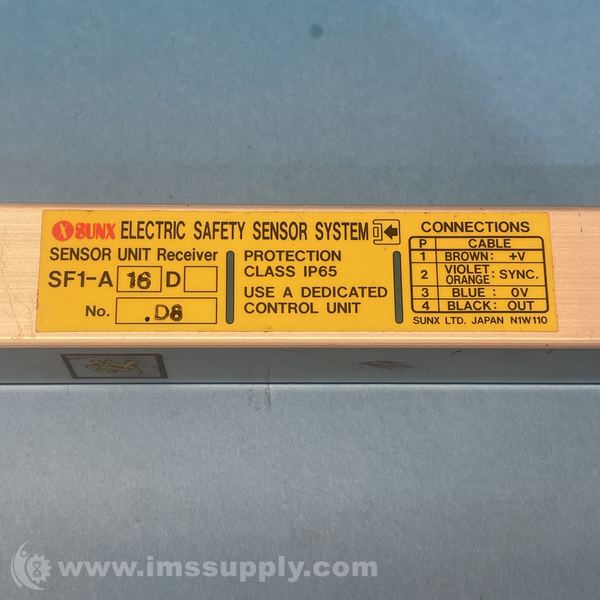 SUNX ELECTRIC SAFETY SENSOR SYSTEM
SENSOR UNIT Receiver
SF1-A 16 D
No. .D8
PROTECTION
CLASS IP65
USE A DEDICATED
CONTROL UNIT
CONNECTIONS
P CABLE
1 BROWN: +V
2 VIOLET: ORANGE: SYNC.
3 BLUE: 0V
4 BLACK: OUT
SUNX LTD. JAPAN N1W110
www.imssupply.com